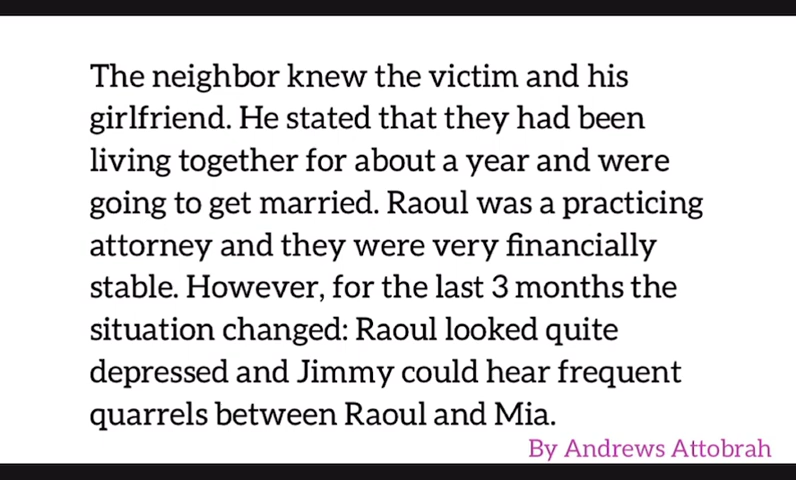 The neighbor knew the victim and his
girlfriend. He stated that they had been
living together for about a year and were
going to get married. Raoul was a practicing
attorney and they were very financially
stable. However, for the last 3 months the
situation changed: Raoul looked quite
depressed and Jimmy could hear frequent
quarrels between Raoul and Mia.
By Andrews Attobrah